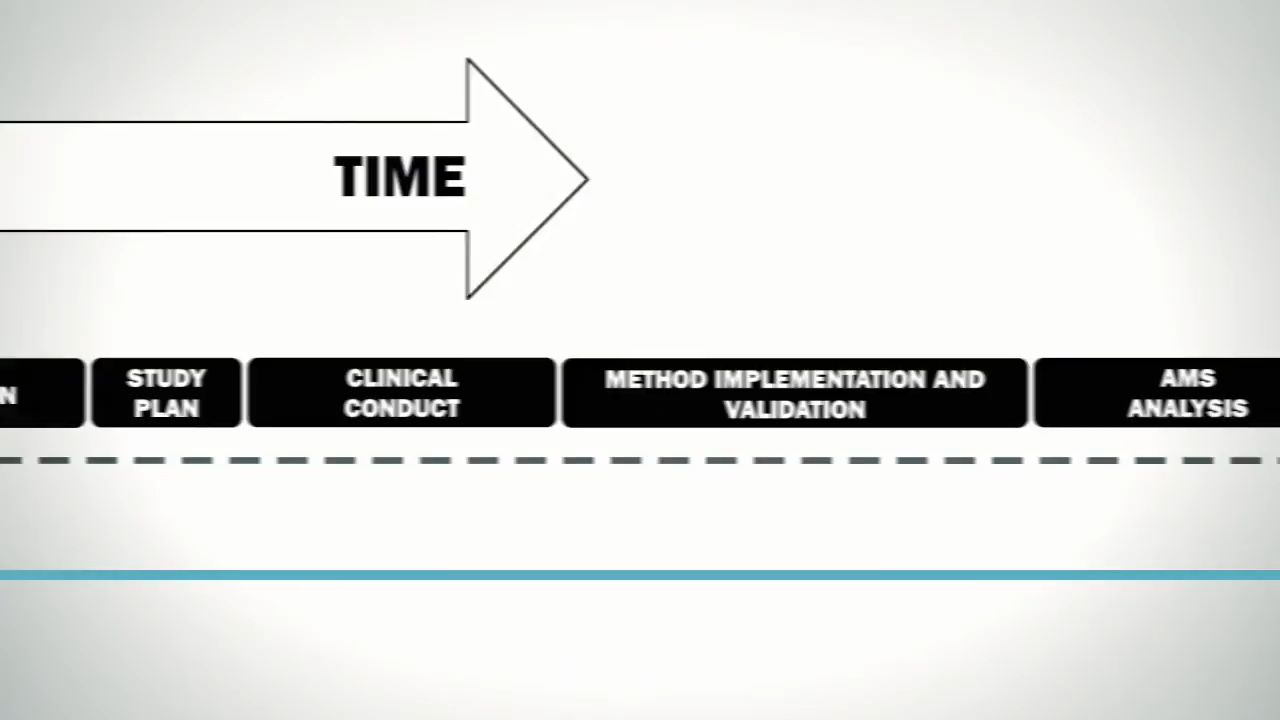 TIME
N
STUDY
PLAN
CLINICAL
CONDUCT
METHOD IMPLEMENTATION AND
VALIDATION
AMS
ANALYSIS